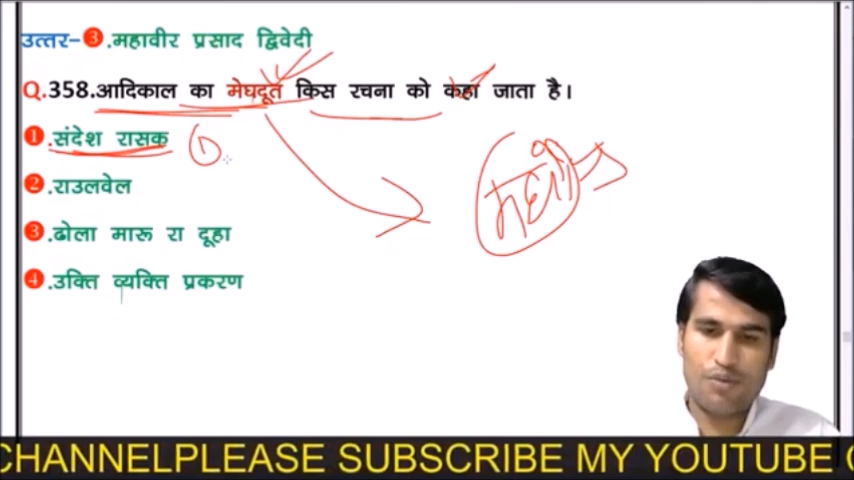 उत्तर-3.महावीर प्रसाद द्विवेदी
Q.358.आदिकाल का मेघदूत किस रचना को कहा जाता है।
1.संदेश रासक 1
2.राउलवेल
3.ढोला मारू रा दूहा
4.उक्ति व्यक्ति प्रकरण
CHANNELPLEASE SUBSCRIBE MY YOUTUBE